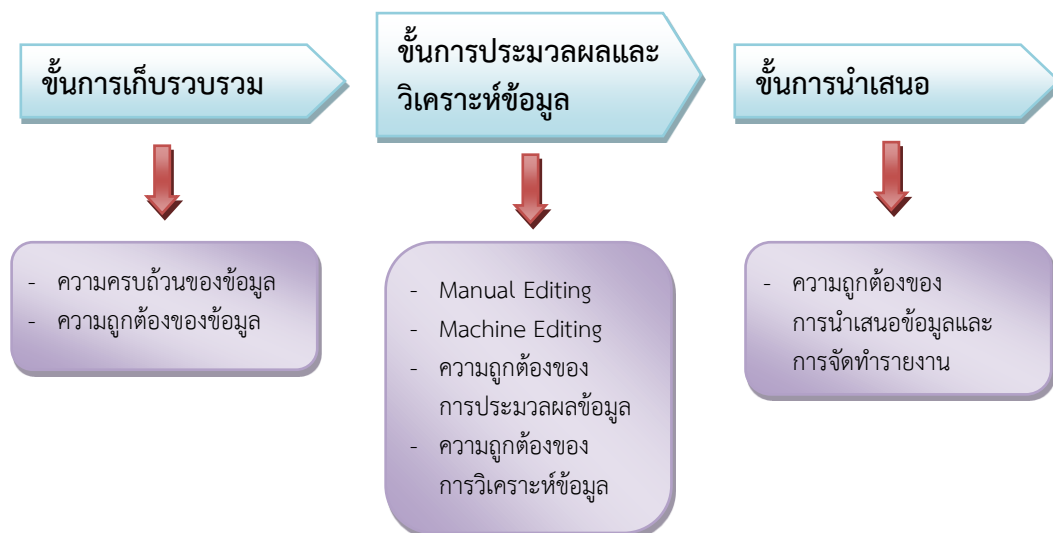 ขั้นการเก็บรวบรวม
ขั้นการประมวลผลและ
วิเคราะห์ข้อมูล
ขั้นการนำเสนอ
- ความครบถ้วนของข้อมูล
- ความถูกต้องของข้อมูล
- Manual Editing
- Machine Editing
- ความถูกต้องของ
การประมวลผลข้อมูล
- ความถูกต้องของ
การวิเคราะห์ข้อมูล
- ความถูกต้องของ
การนำเสนอข้อมูลและ
การจัดทำรายงาน